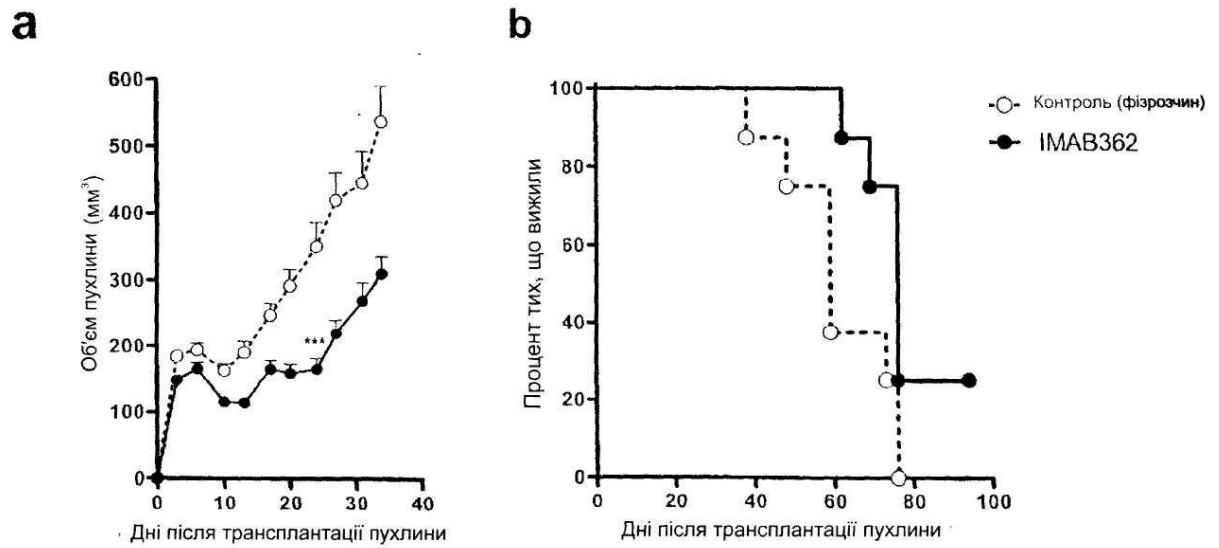 a
600
500
400
300
200
100
0
Об'єм пухлини (мм³)
***
0 10 20 30 40
Дні після трансплантації пухлини
b
100
80
60
40
20
0
Процент тих, що вижили
0 20 40 60 80 100
Дні після трансплантації пухлини
Контроль (фізрозчин)
IMAB362